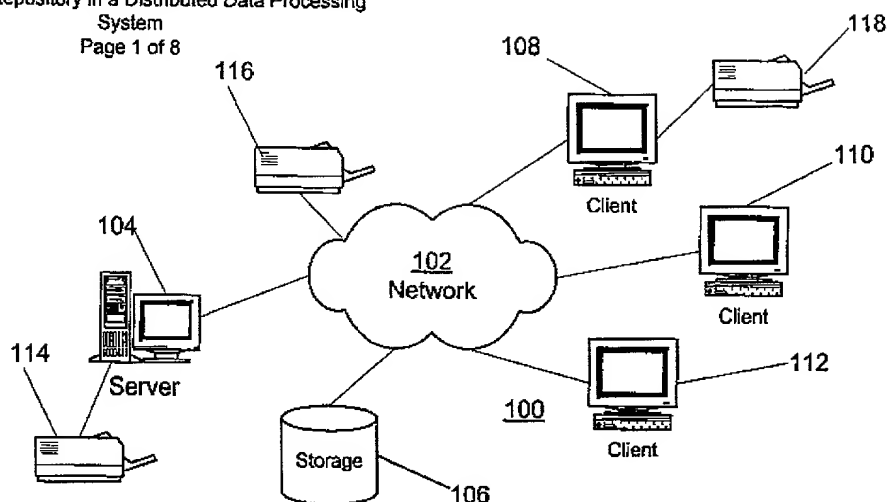 Repository in a Distributed Data Processing
System
Page 1 of 8
116
108
118
110
104
102
Network
Client
Client
114
Server
112
100
Client
Storage
106